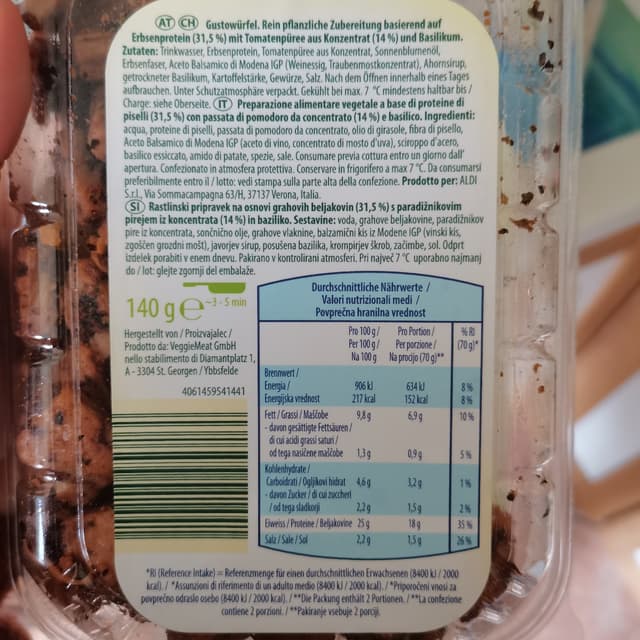 AT CH Gustowürfel. Rein pflanzliche Zubereitung basierend auf
Erbsenprotein (31,5 %) mit Tomatenpüree aus Konzentrat (14 %) und Basilikum.
Zutaten: Trinkwasser, Erbsenprotein, Tomatenpüree aus Konzentrat, Sonnenblumenöl,
Erbsenfaser, Aceto Balsamico di Modena IGP (Weinessig, Traubenmostkonzentrat), Ahornsirup,
getrockneter Basilikum, Kartoffelstärke, Gewürze, Salz. Nach dem Öffnen innerhalb eines Tages
aufbrauchen. Unter Schutzatmosphäre verpackt. Gekühlt bei max. 7 °C mindestens haltbar bis /
Charge: siehe Oberseite. IT Preparazione alimentare vegetale a base di proteine di
piselli (31,5 %) con passata di pomodoro da concentrato (14 %) e basilico. Ingredienti:
acqua, proteine di piselli, passata di pomodoro da concentrato, olio di girasole, fibra di pisello,
Aceto Balsamico di Modena IGP (aceto di vino, concentrato di mosto d'uva), sciroppo d'acero,
basilico essiccato, amido di patate, spezie, sale. Consumare previa cottura entro un giorno dall'
apertura. Confezionato in atmosfera protettiva. Conservare in frigorifero a max 7 °C. Da consumarsi
preferibilmente entro il / lotto: vedi stampa sulla parte alta della confezione. Prodotto per: ALDI
S.r.l., Via Sommacampagna 63/H, 37137 Verona, Italia.
SI Rastlinski pripravek na osnovi grahovih beljakovin (31,5 %) s paradižnikovim
pirejem iz koncentrata (14 %) in baziliko. Sestavine: voda, grahove beljakovine, paradižnikov
pire iz koncentrata, sončnično olje, grahove vlaknine, balzamični kis iz Modene IGP (vinski kis,
zgoščen grozdni mošt), javorjev sirup, posušena bazilika, krompirjev škrob, začimbe, sol. Odprt
izdelek porabiti v enem dnevu. Pakirano v kontrolirani atmosferi. Pri največ 7 °C uporabno najmanj
do / lot: glejte zgornji del embalaže.
140 g e ~3 - 5 min
Hergestellt von / Proizvajalec /
Prodotto da: VeggieMeat GmbH
nello stabilimento di Diamantplatz 1,
A - 3304 St. Georgen / Ybbsfelde
4061459541441
Durchschnittliche Nährwerte /
Valori nutrizionali medi /
Povprečna hranilna vrednost
Pro 100 g / Pro Portion / % RI
Per 100 g / Per porzione / (70 g)*
Na 100 g Na procijo (70 g)**
Brennwert /
Energia / 906 kJ 634 kJ 8 %
Energijska vrednost 217 kcal 152 kcal 8 %
Fett / Grassi / Maščobe 9,8 g 6,9 g 10 %
- davon gesättigte Fettsäuren /
di cui acidi grassi saturi /
od tega nasičene maščobe 1,3 g 0,9 g 5 %
Kohlenhydrate /
Carboidrati / Ogljikovi hidrati 4,6 g 3,2 g 1 %
- davon Zucker / di cui zuccheri
/ od tega sladkorji 2,2 g 1,5 g 2 %
Eiweiss / Proteine / Beljakovine 25 g 18 g 35 %
Salz / Sale / Sol 2,2 g 1,5 g 26 %
*RI (Reference Intake) = Referenzmenge für einen durchschnittlichen Erwachsenen (8400 kJ / 2000
kcal). / *Assunzioni di riferimento di un adulto medio (8400 kJ / 2000 kcal). / *Priporočeni vnosi za
povprečno odraslo osebo (8400 kJ / 2000 kcal). / **Die Packung enthält 2 Portionen. / **La confezione
contiene 2 porzioni. / **Pakiranje vsebuje 2 porciji.